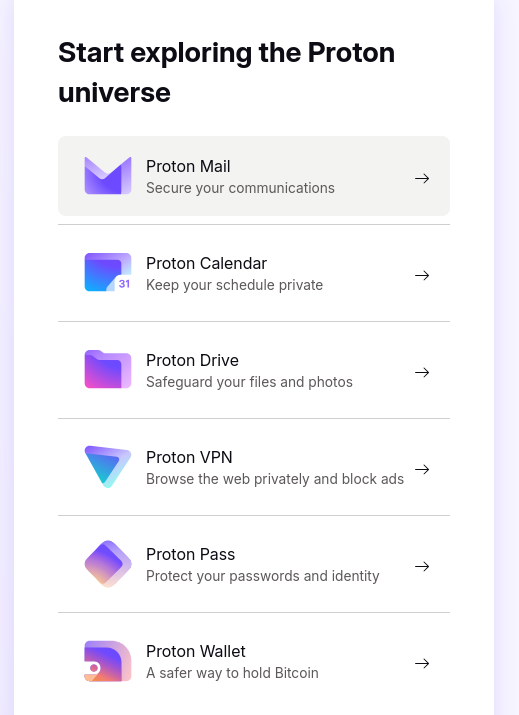 Start exploring the Proton
universe
Proton Mail
Secure your communications
Proton Calendar
Keep your schedule private
31
Proton Drive
Safeguard your files and photos
Proton VPN
Browse the web privately and block ads
Proton Pass
Protect your passwords and identity
Proton Wallet
A safer way to hold Bitcoin